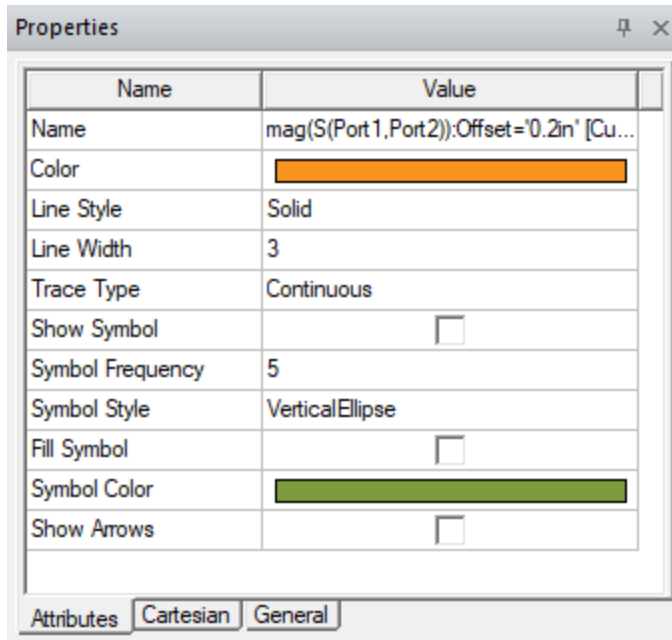 Properties
Name Value
Name mag(S(Port1,Port2)):Offset='0.2in' [Cu...
Color
Line Style Solid
Line Width 3
Trace Type Continuous
Show Symbol
Symbol Frequency 5
Symbol Style VerticalEllipse
Fill Symbol
Symbol Color
Show Arrows
Attributes Cartesian General